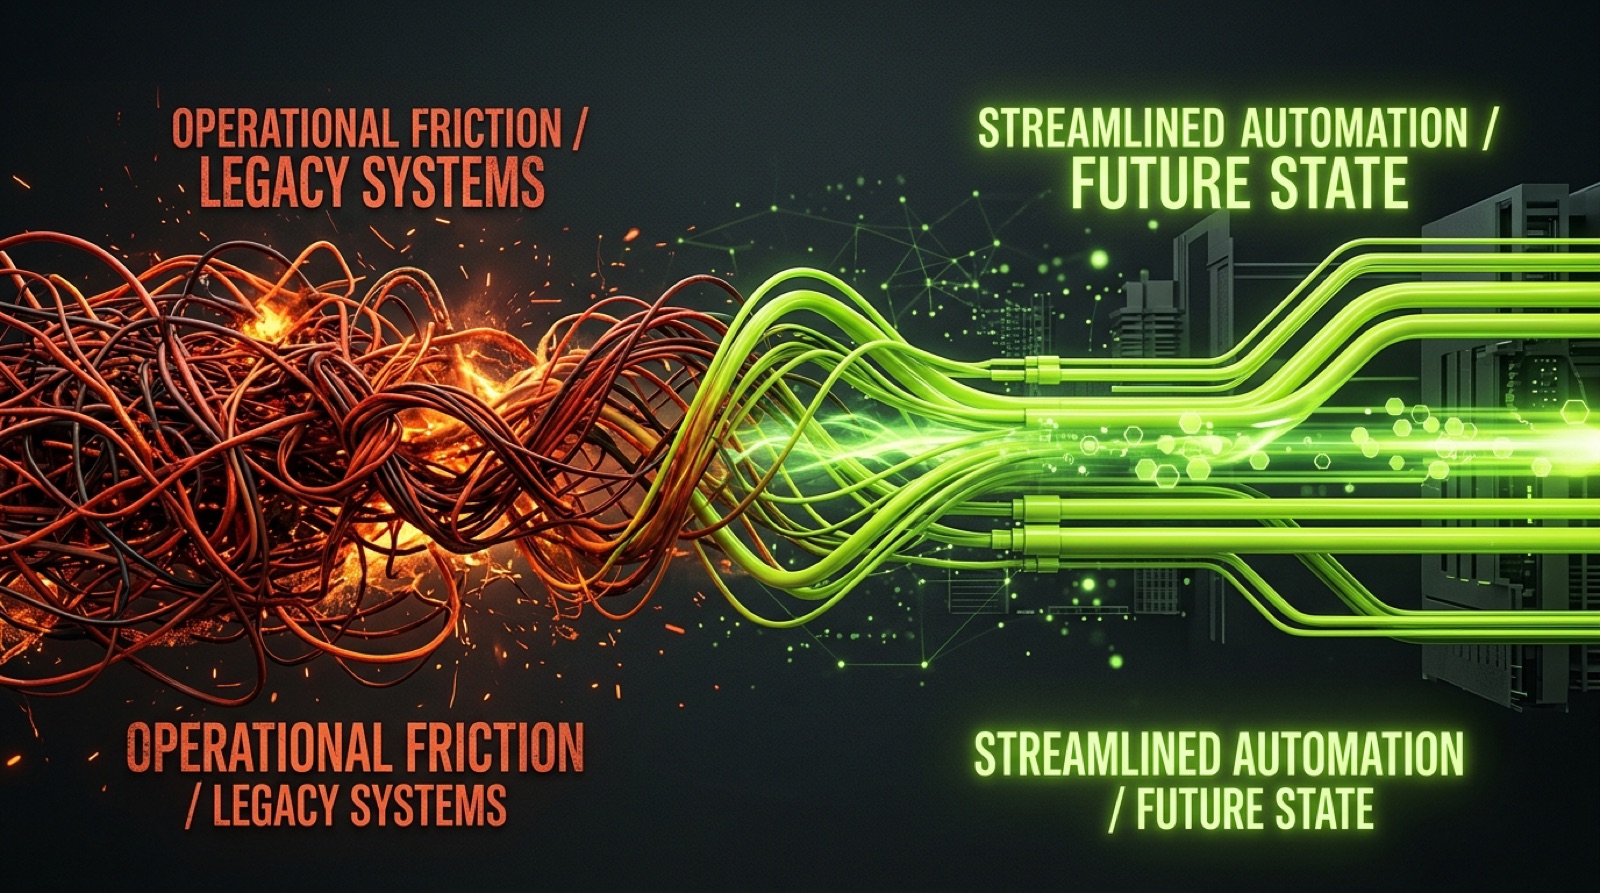 OPERATIONAL FRICTION /
LEGACY SYSTEMS
STREAMLINED AUTOMATION /
FUTURE STATE
OPERATIONAL FRICTION
/ LEGACY SYSTEMS
STREAMLINED AUTOMATION
/ FUTURE STATE